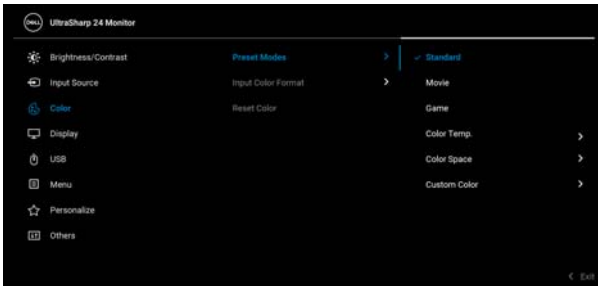 DELL UltraSharp 24 Monitor
Brightness/Contrast Preset Modes Standard
Input Source Input Color Format Movie
Color Reset Color Game
Display Color Temp.
USB Color Space
Menu Custom Color
Personalize
Others
Exit